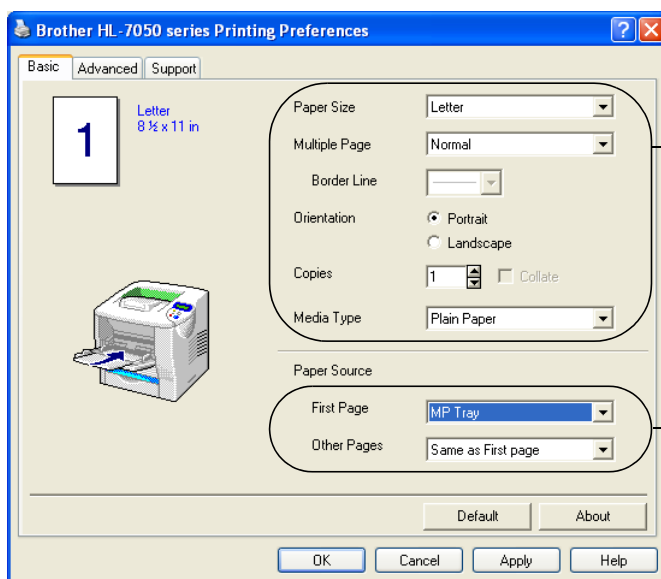 Brother HL-7050 series Printing Preferences
Basic Advanced Support
1
Letter
8 ½ x 11 in
Paper Size Letter
Multiple Page Normal
Border Line
Orientation Portrait
Landscape
Copies 1 Collate
Media Type Plain Paper
Paper Source
First Page MP Tray
Other Pages Same as First page
Default About
OK Cancel Apply Help